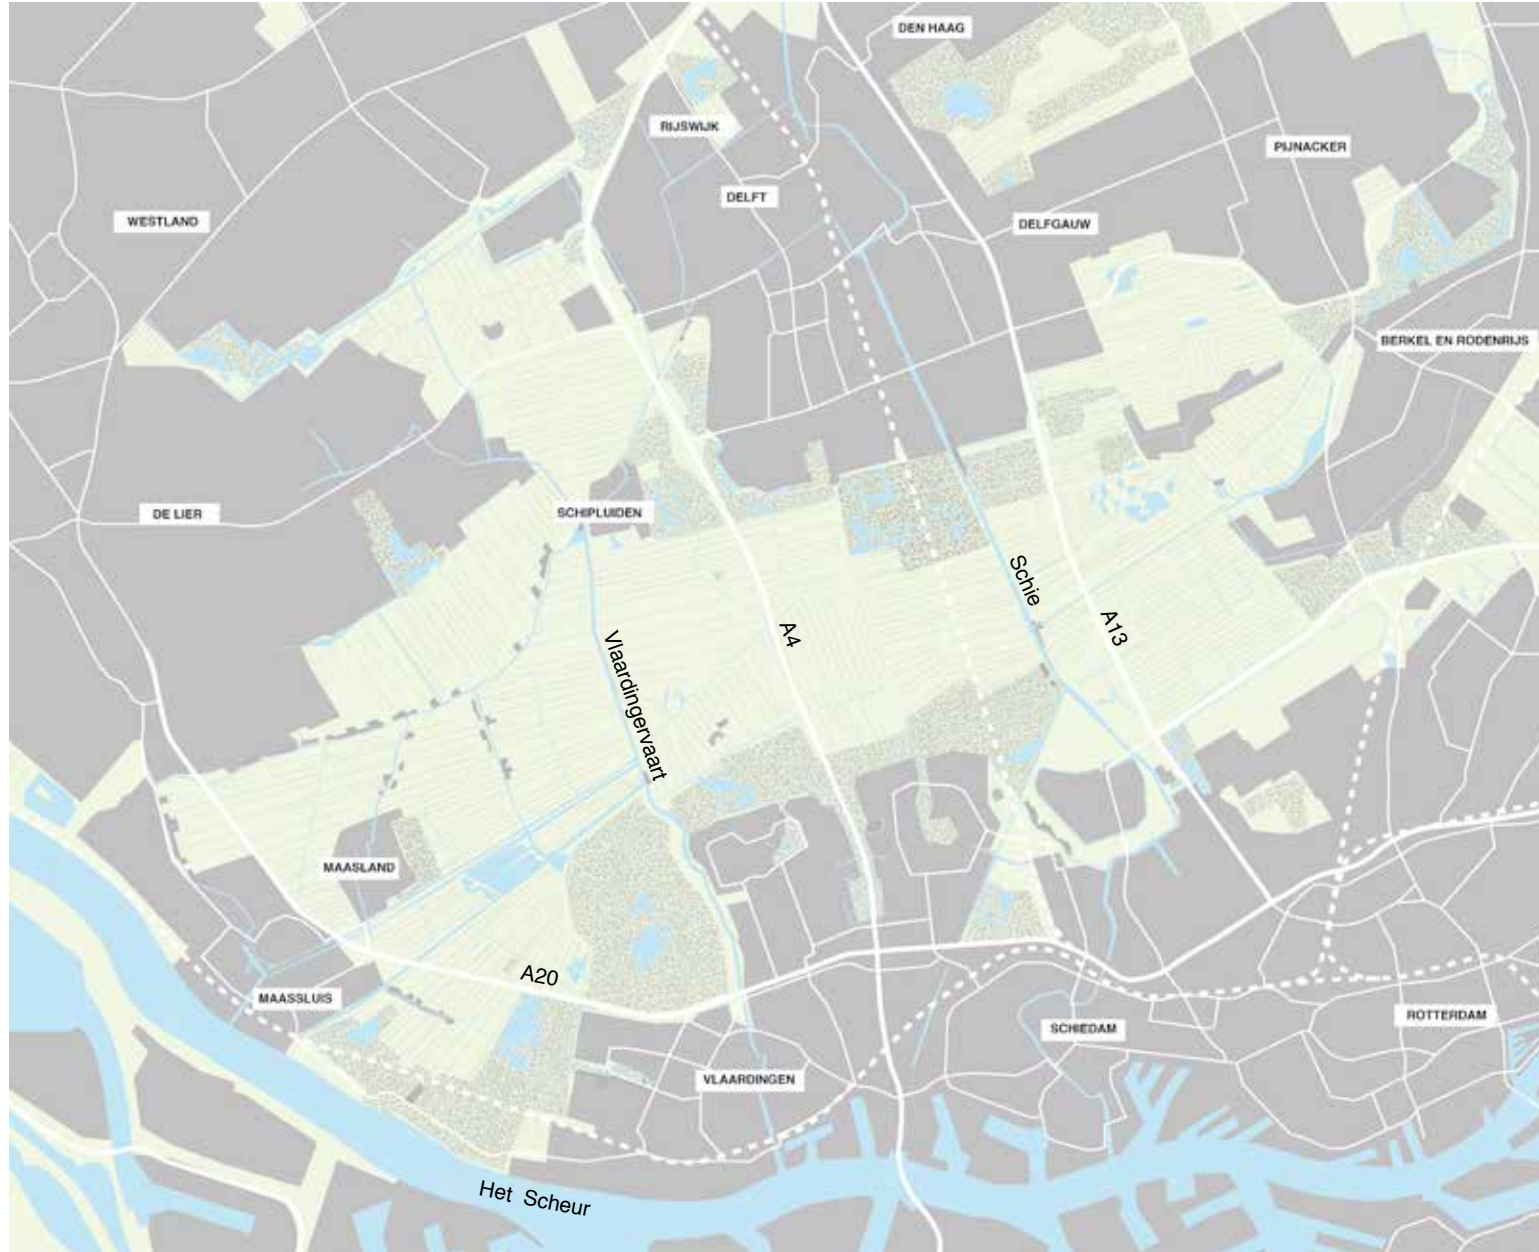 DEN HAAG
RIJSWIJK
PIJNACKER
DELFT
WESTLAND
DELFGAUW
BERKEL EN RODENRIJS
DE LIER
SCHIPLUIDEN
Schie
A4
A13
Vlaardingervaart
MAASLAND
A20
MAASSLUIS
ROTTERDAM
SCHIEDAM
VLAARDINGEN
Het Scheur